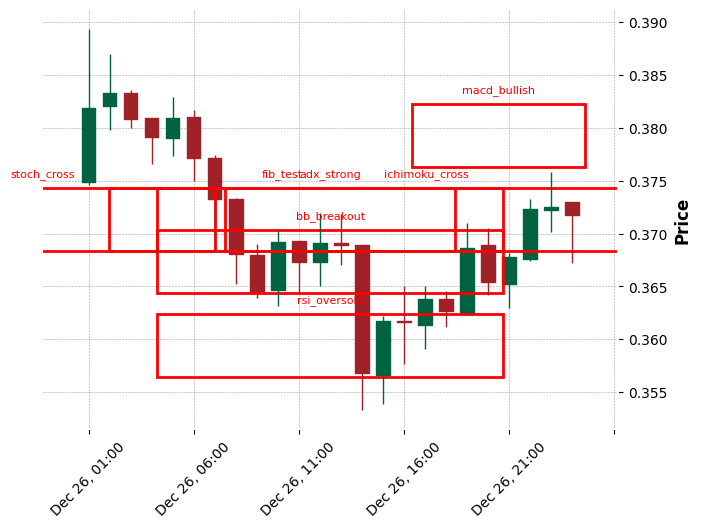 0.390
0.385
macd_bullish
0.380
stoch_cross
fib_test
adx_strong
ichimoku_cross
0.375
bb_breakout
0.370
Price
0.365
rsi_oversold
0.360
0.355
Dec 26, 01:00
Dec 26, 06:00
Dec 26, 11:00
Dec 26, 16:00
Dec 26, 21:00